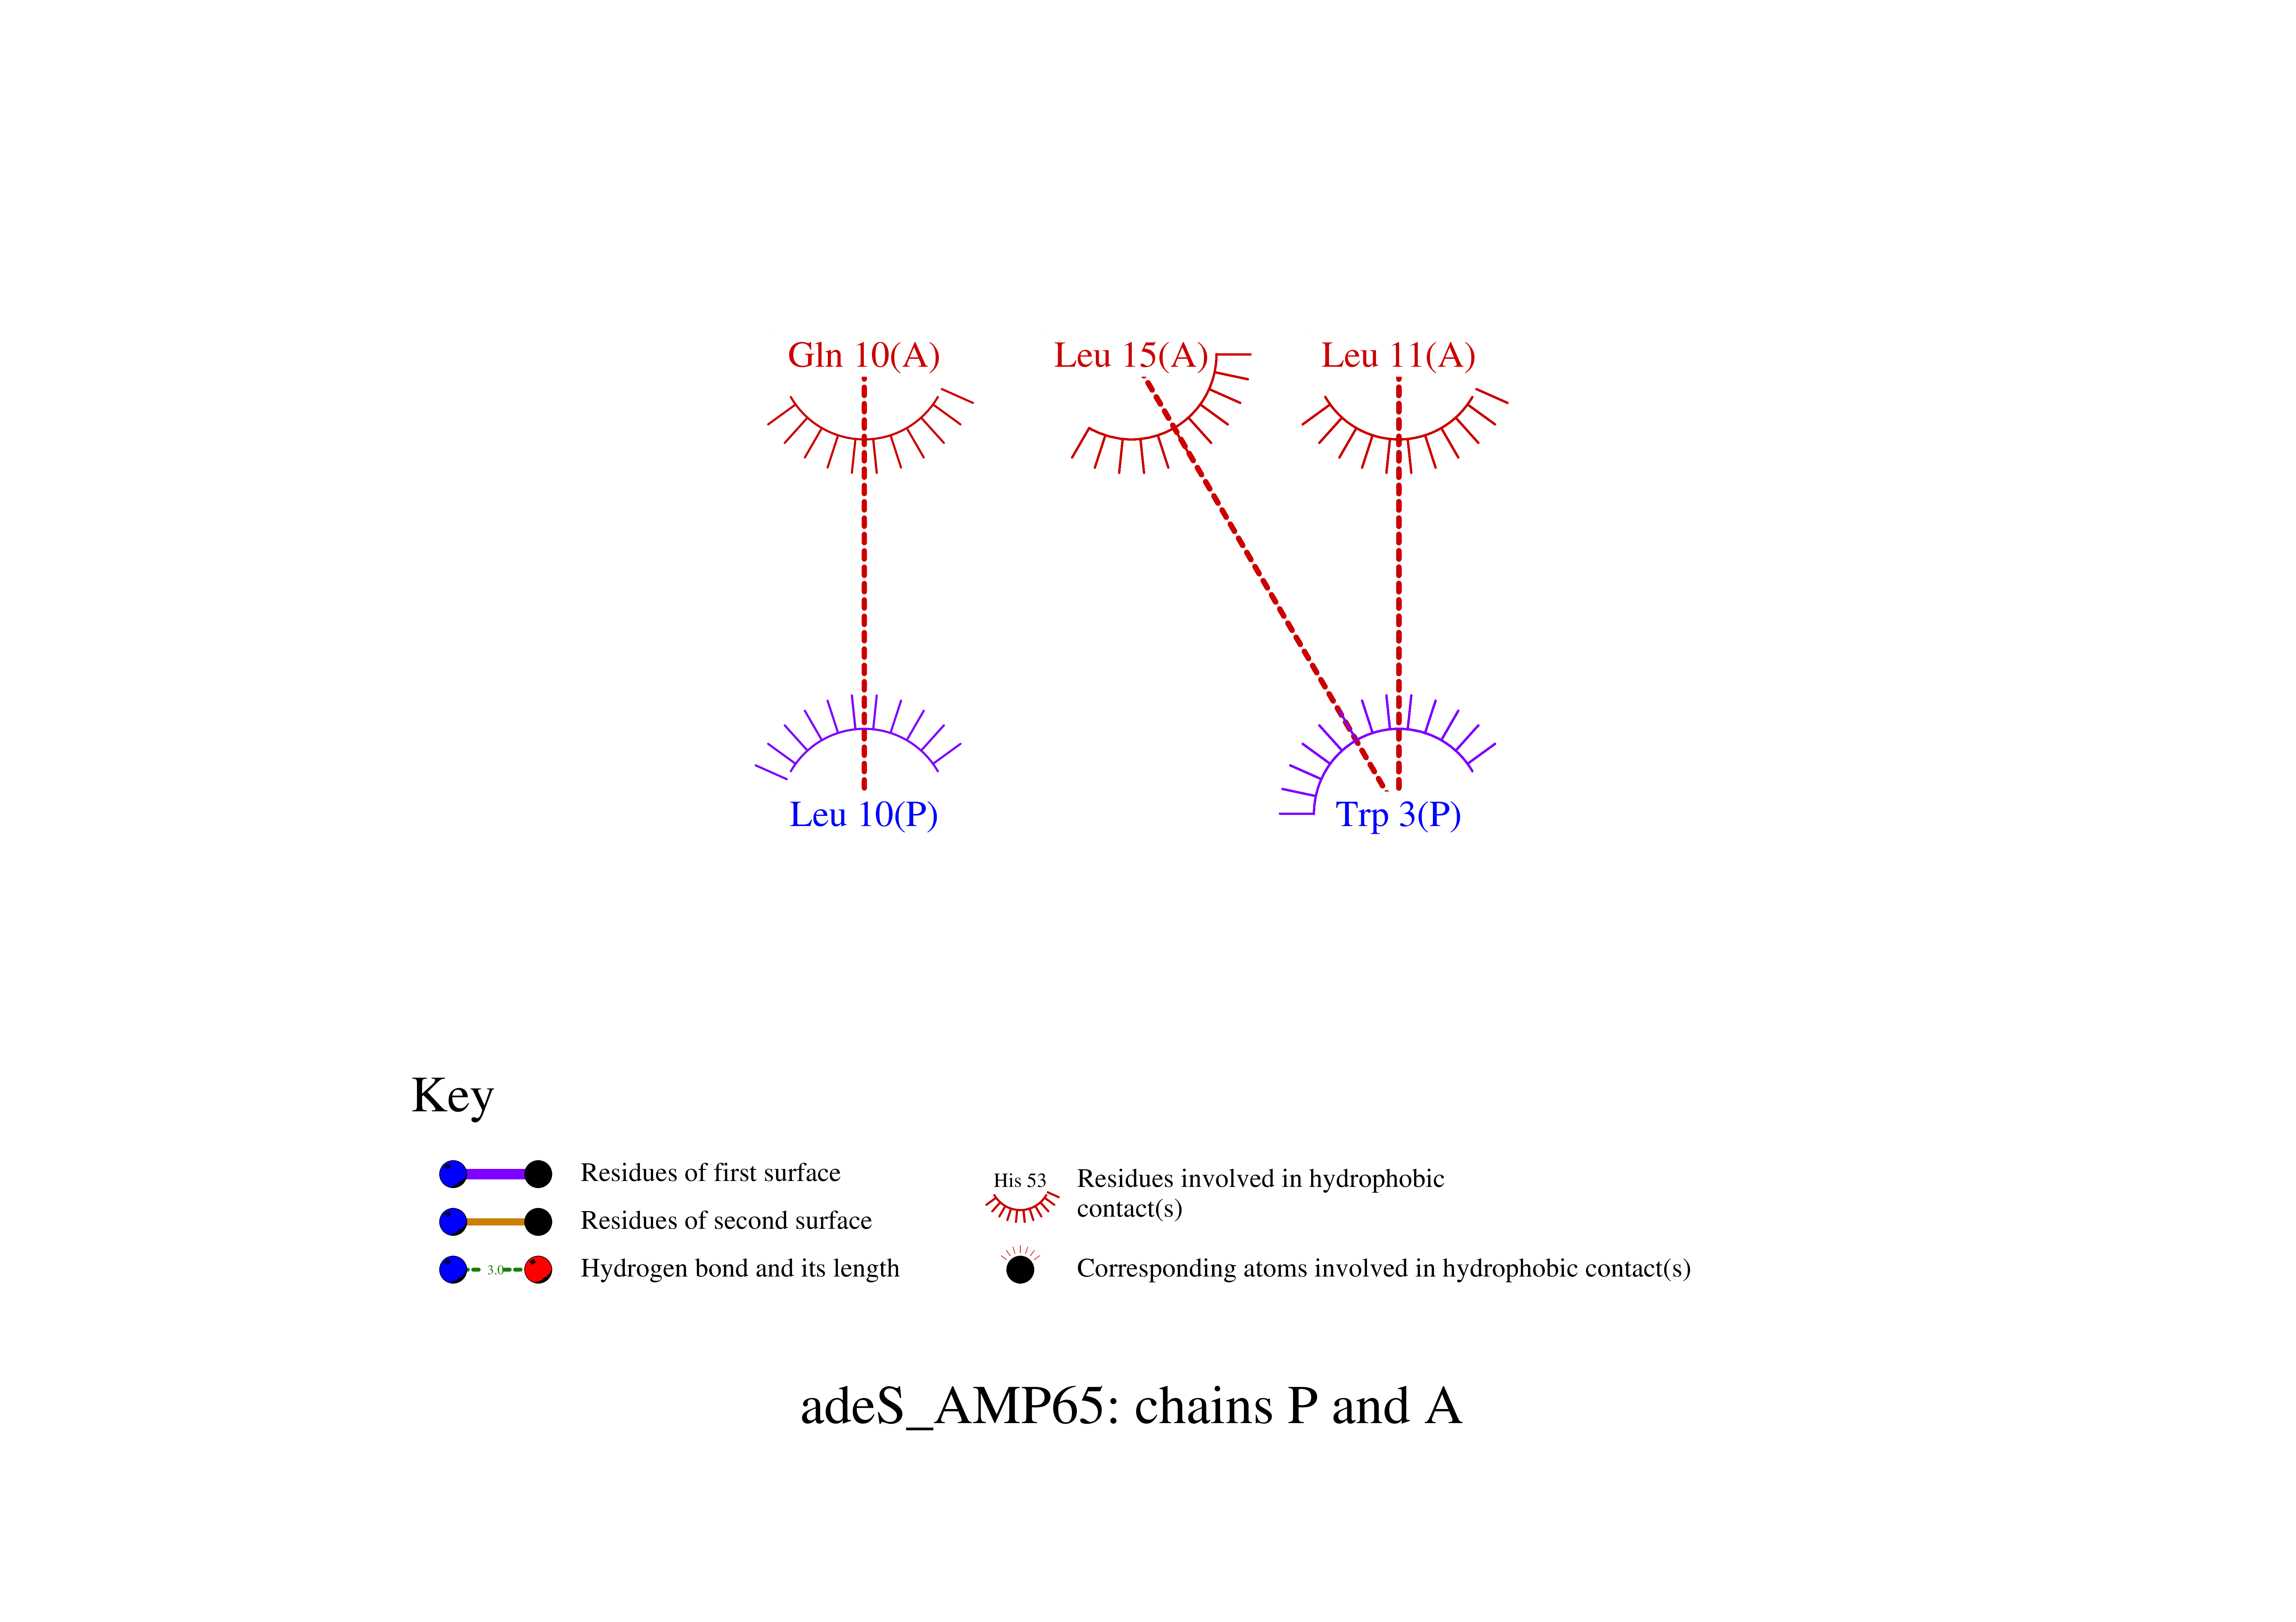 Gln 10(A) Leu 15(A) Leu 11(A)
Leu 10(P) Trp 3(P)
Key
Residues of first surface
Residues of second surface
3.0 Hydrogen bond and its length
His 53 Residues involved in hydrophobic
contact(s)
Corresponding atoms involved in hydrophobic contact(s)
adeS_AMP65: chains P and A